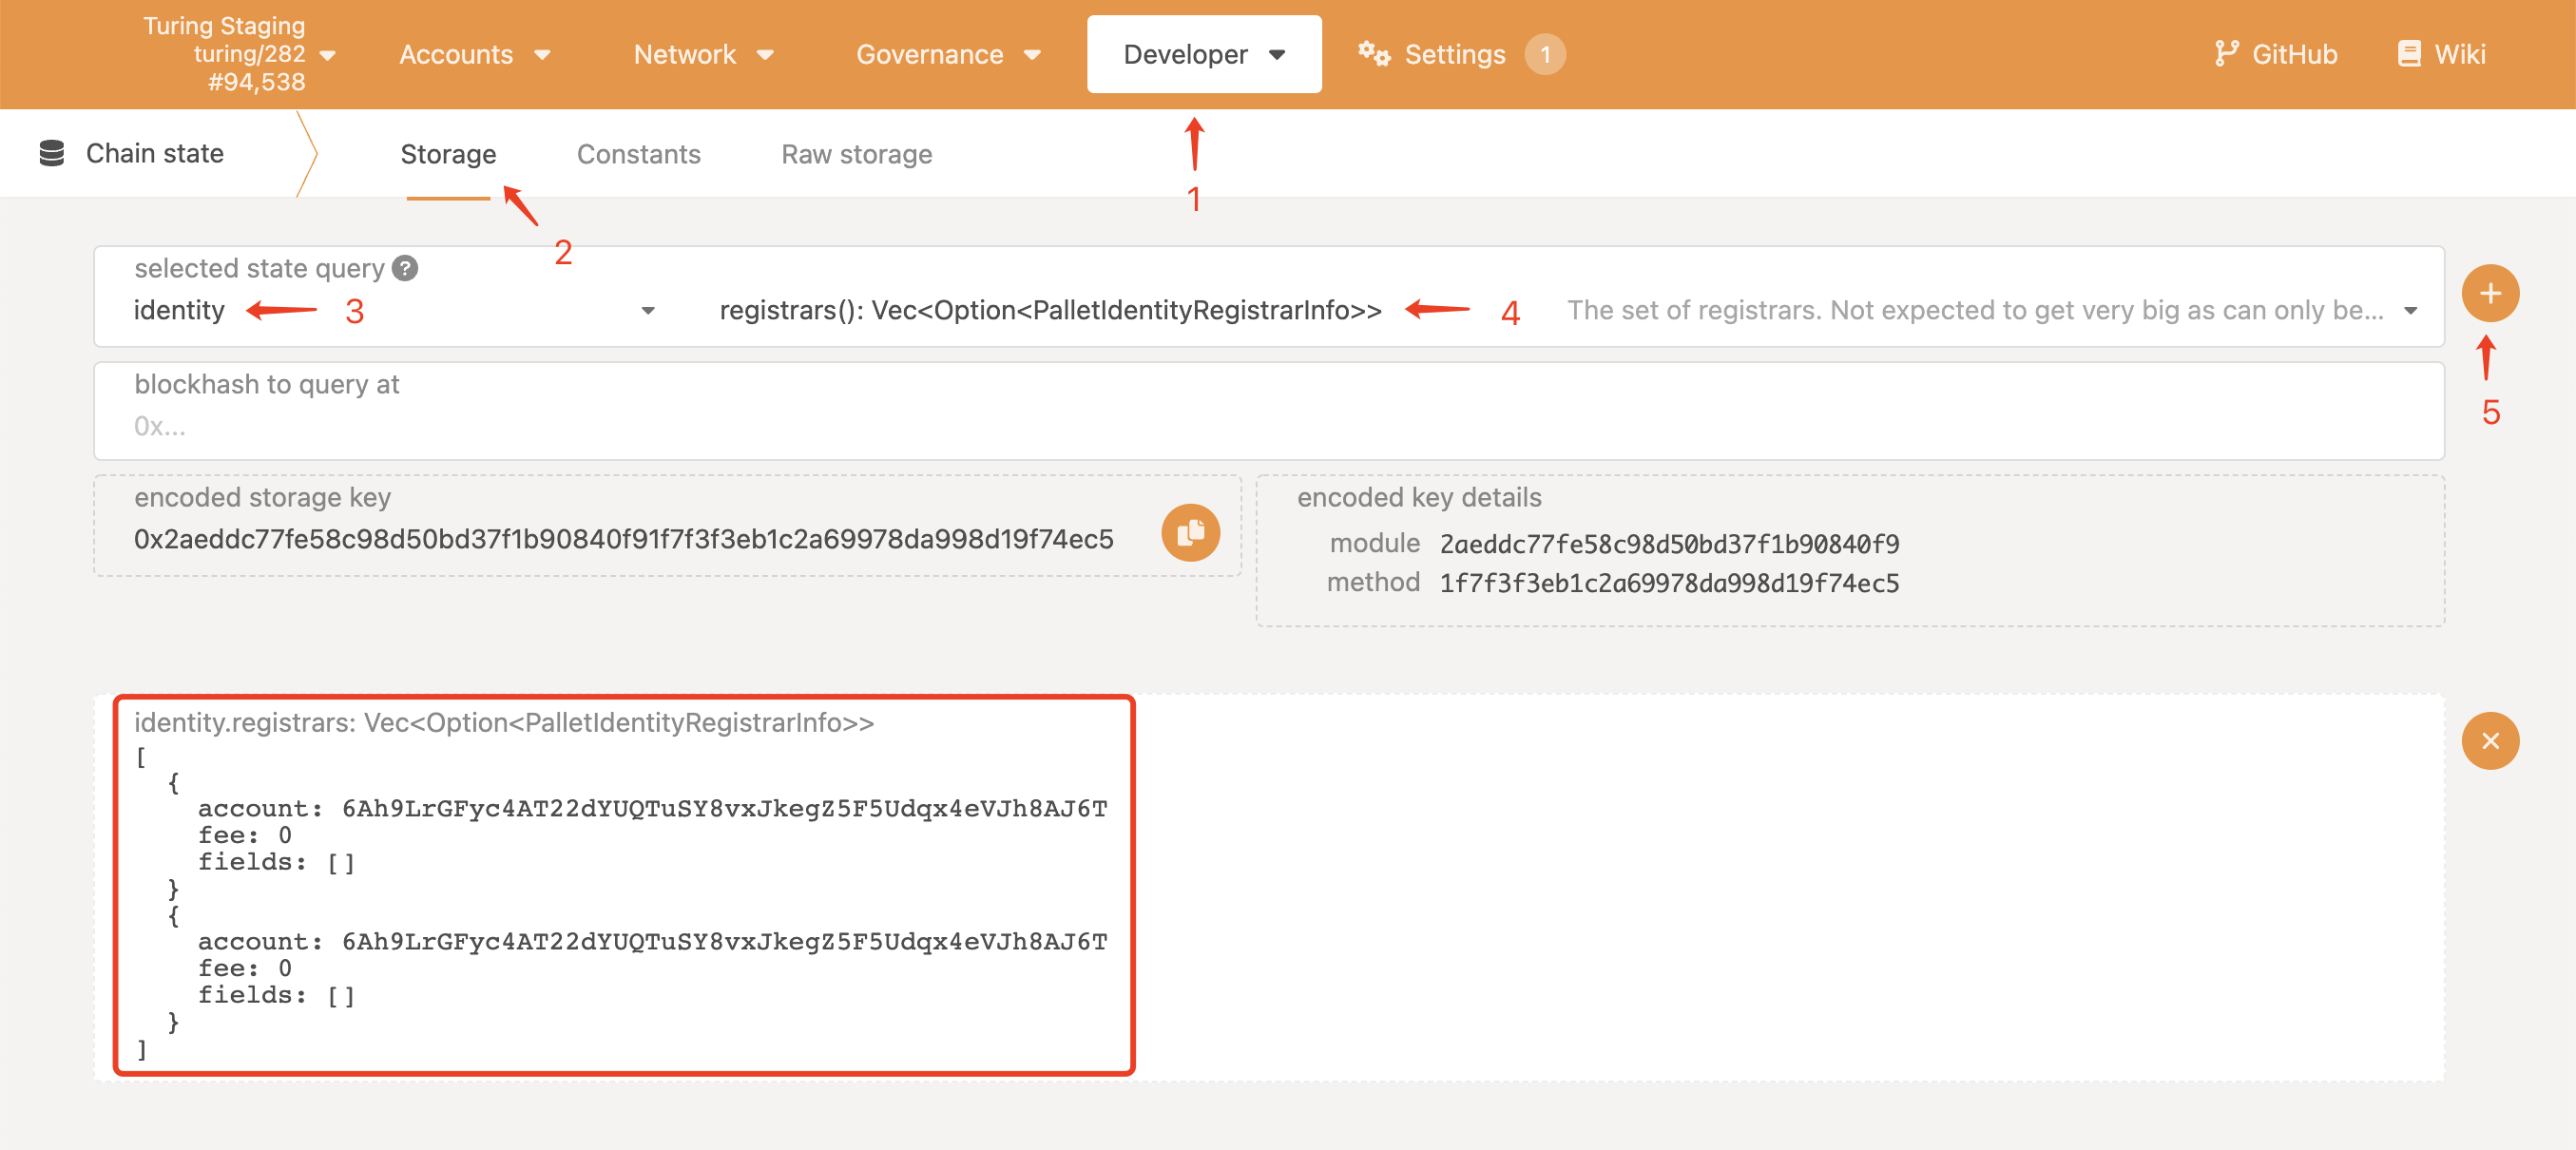 Turing Staging
turing/282
#94,538
Accounts
Network
Governance
Developer
Settings
1
GitHub
Wiki
Chain state
Storage
Constants
Raw storage
1
2
selected state query ?
identity
3
registrars(): Vec<Option<PalletIdentityRegistrarInfo>>
4
The set of registrars. Not expected to get very big as can only be...
5
blockhash to query at
0x...
encoded storage key
0x2aeddc77fe58c98d50bd37f1b90840f91f7f3f3eb1c2a69978da998d19f74ec5
encoded key details
module 2aeddc77fe58c98d50bd37f1b90840f9
method 1f7f3f3eb1c2a69978da998d19f74ec5
identity.registrars: Vec<Option<PalletIdentityRegistrarInfo>>
[
{
account: 6Ah9LrGFyc4AT22dYUQTuSY8vxJkegZ5F5Udqx4eVJh8AJ6T
fee: 0
fields: []
}
{
account: 6Ah9LrGFyc4AT22dYUQTuSY8vxJkegZ5F5Udqx4eVJh8AJ6T
fee: 0
fields: []
}
]